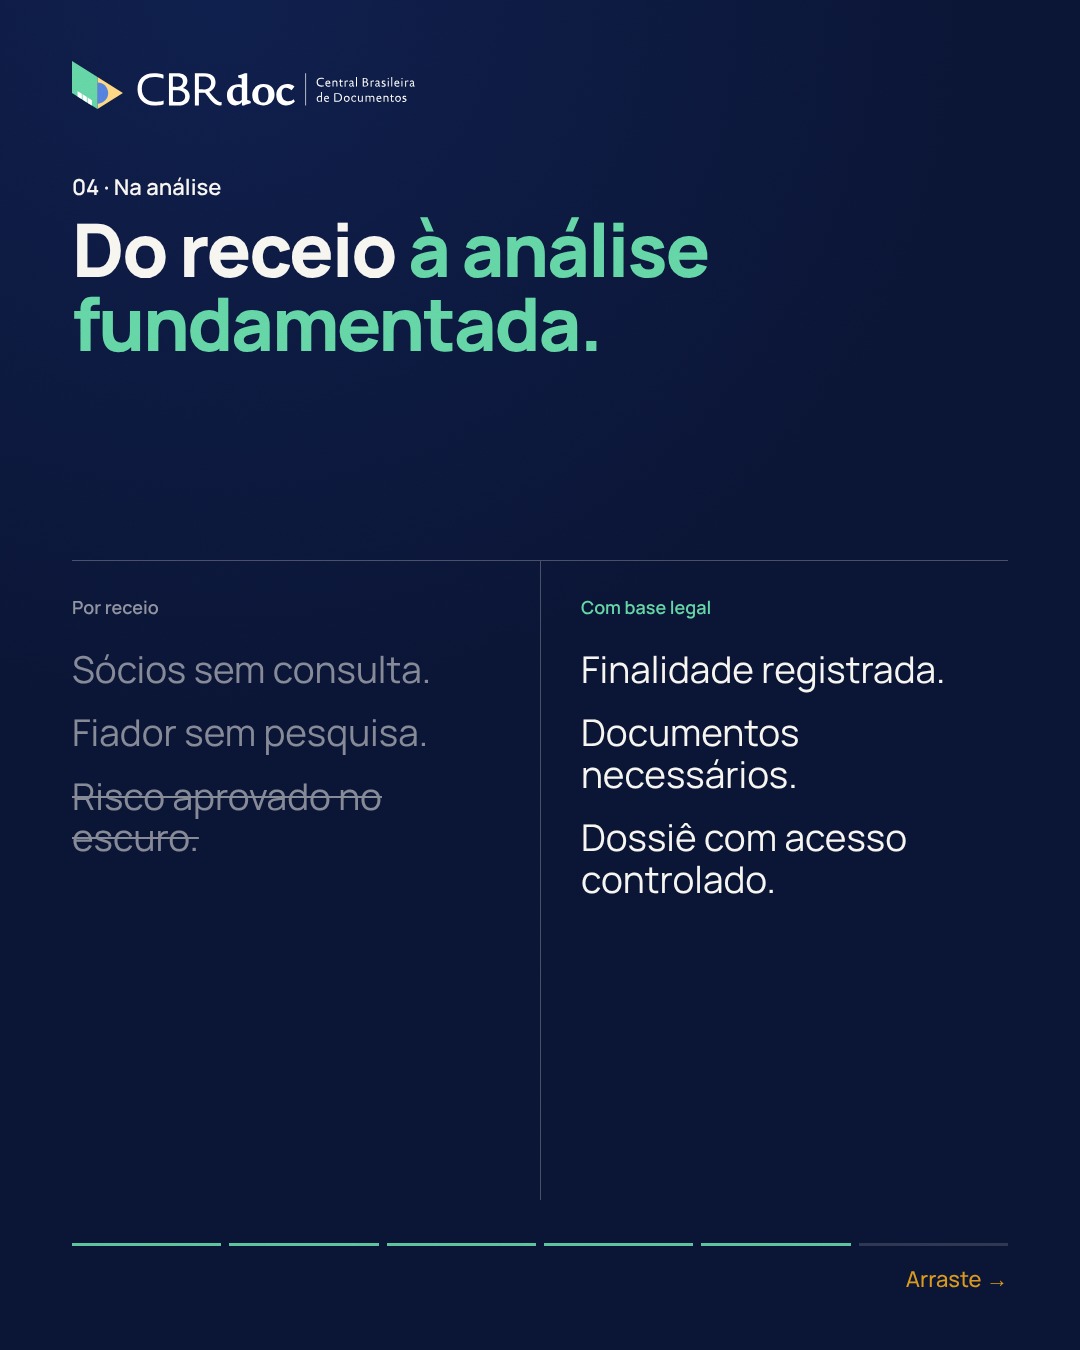 CBRdoc
Central Brasileira
de Documentos
04 · Na análise
Do receio à análise
fundamentada.
Por receio
Sócios sem consulta.
Fiador sem pesquisa.
Risco aprovado no
escuro.
Com base legal
Finalidade registrada.
Documentos
necessários.
Dossiê com acesso
controlado.
Arraste →